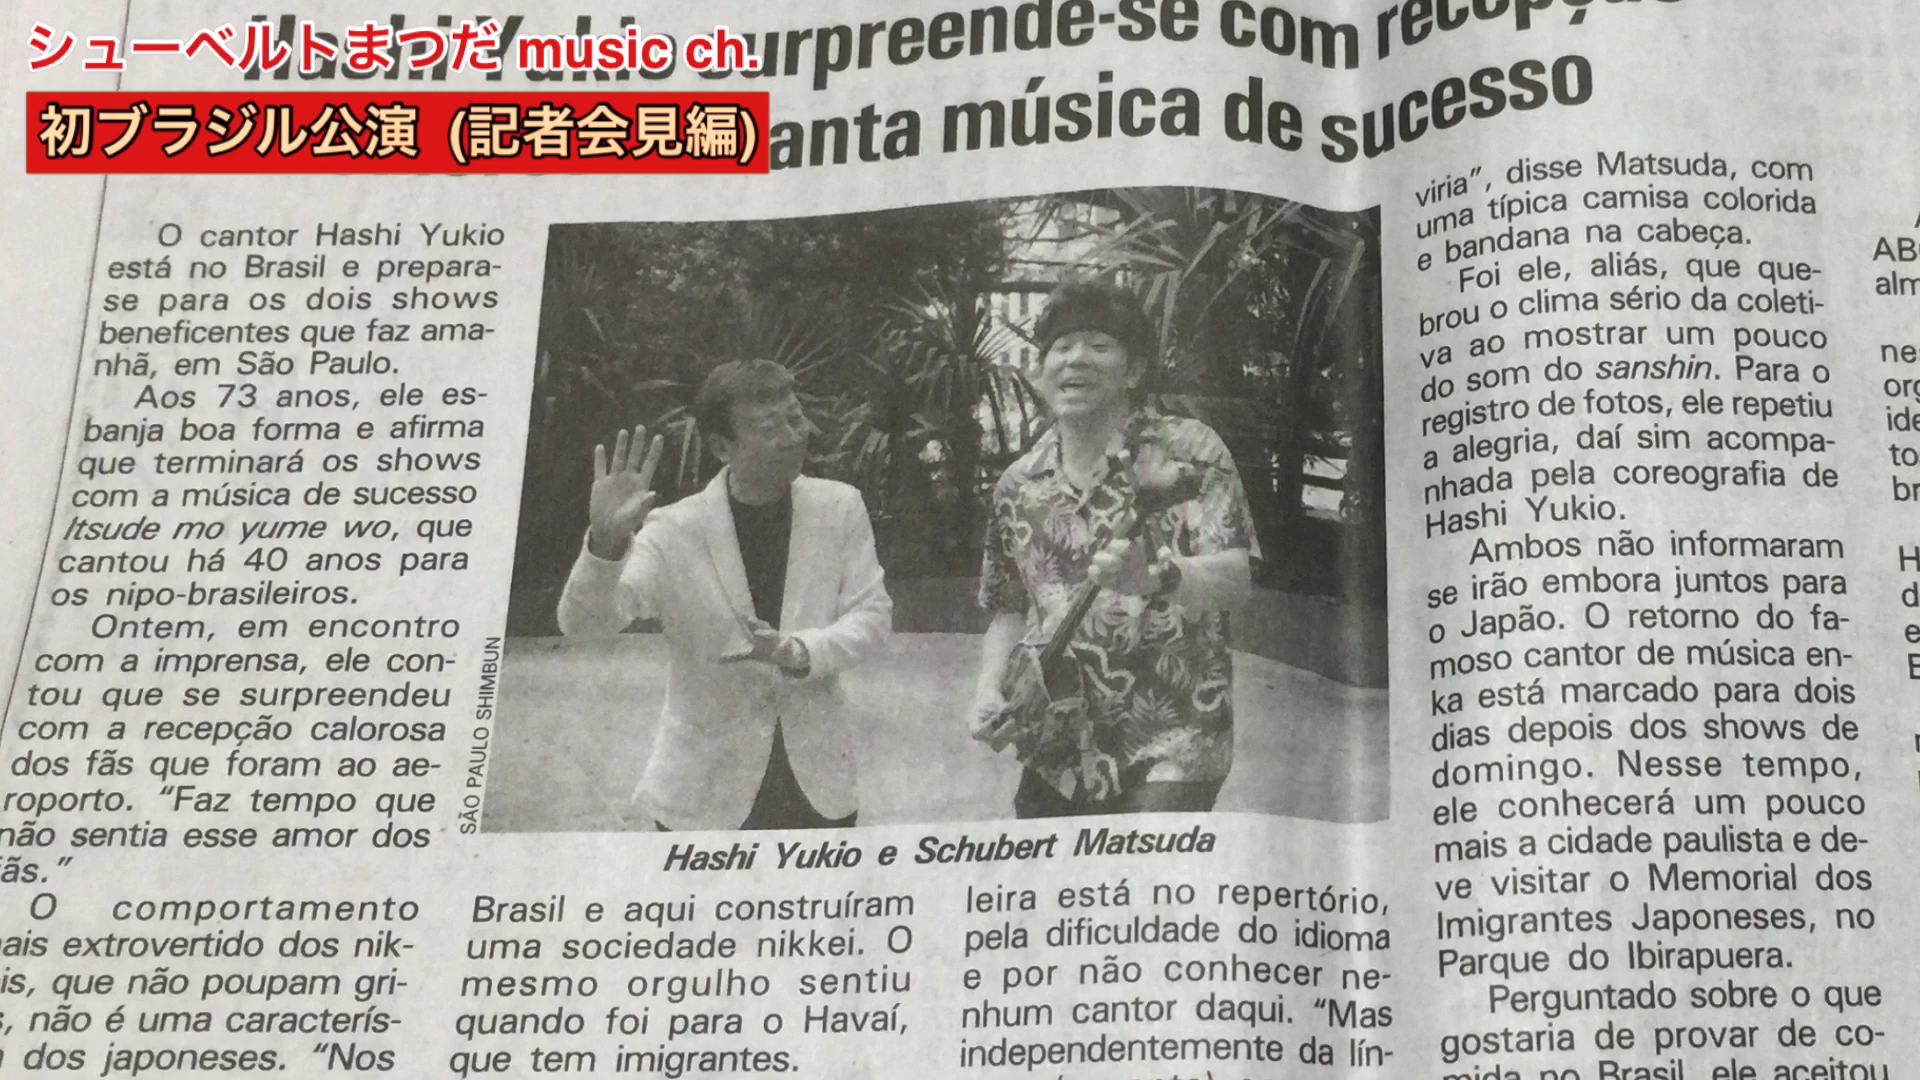 シューベルトまつだ music ch.
初ブラジル公演 (記者会見編)
Hashi Yukio surpreende-se com
anta música de sucesso
O cantor Hashi Yukio
está no Brasil e prepara-
se para os dois shows
beneficentes que faz ama-
nhã, em São Paulo.
Aos 73 anos, ele es-
banja boa forma e afirma
que terminará os shows
com a música de sucesso
Itsude mo yume wo, que
cantou há 40 anos para
os nipo-brasileiros.
Ontem, em encontro
com a imprensa, ele con-
tou que se surpreendeu
com a recepção calorosa
dos fãs que foram ao ae-
roporto. “Faz tempo que
não sentia esse amor dos
fãs.”
O comportamento
ais extrovertido dos nik-
is, que não poupam gri-
s, não é uma caracterís-
dos japoneses. “Nos
SÃO PAULO SHIMBUN
Hashi Yukio e Schubert Matsuda
Brasil e aqui construíram
uma sociedade nikkei. O
mesmo orgulho sentiu
quando foi para o Havaí,
que tem imigrantes.
leira está no repertório,
pela dificuldade do idioma
e por não conhecer ne-
nhum cantor daqui. “Mas
independentemente da lín-
viria”, disse Matsuda, com
uma típica camisa colorida
e bandana na cabeça.
Foi ele, aliás, que que-
brou o clima sério da coleti-
va ao mostrar um pouco
do som do sanshin. Para o
registro de fotos, ele repetiu
a alegria, daí sim acompa-
nhada pela coreografia de
Hashi Yukio.
Ambos não informaram
se irão embora juntos para
o Japão. O retorno do fa-
moso cantor de música en-
ka está marcado para dois
dias depois dos shows de
domingo. Nesse tempo,
ele conhecerá um pouco
mais a cidade paulista e de-
ve visitar o Memorial dos
Imigrantes Japoneses, no
Parque do Ibirapuera.
Perguntado sobre o que
gostaria de provar de co-
mida no Brasil, ele aceitou
AB
alm
ne
org
ide
to
br
H
d
e